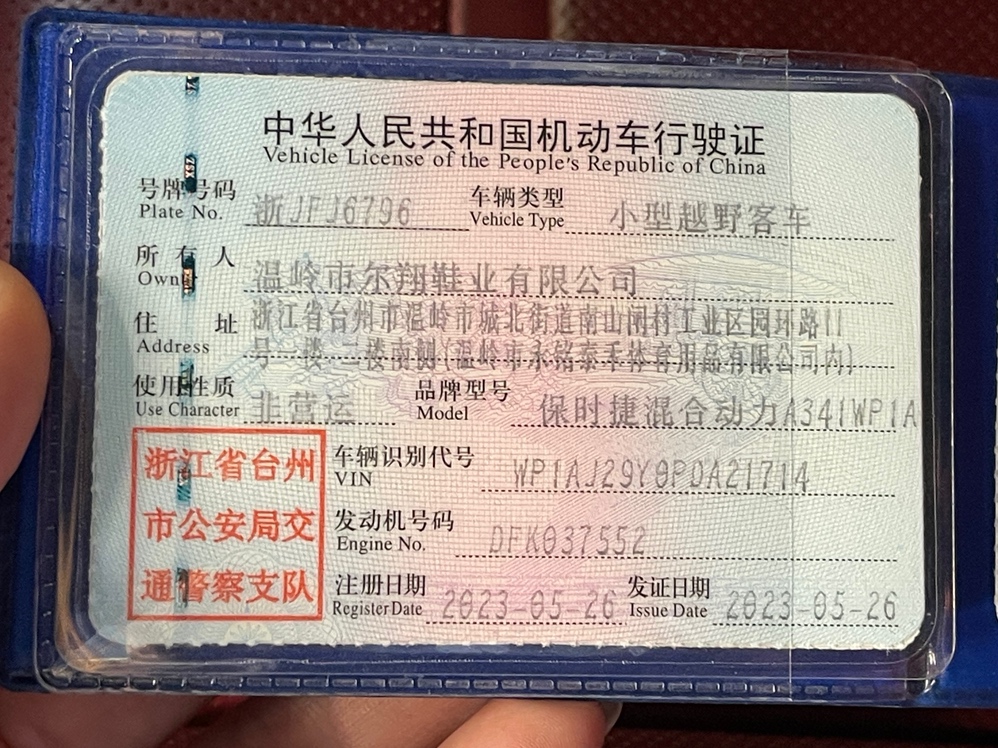 中华人民共和国机动车行驶证
Vehicle License of the People's Republic of China
号牌号码 浙JFJ6796 车辆类型 小型越野客车
Plate No. Vehicle Type
所有人 温岭市尔翔鞋业有限公司
Owner
住址 浙江省台州市温岭市城北街道南山闸村工业区园环路11
Address 号一楼、二楼南侧(温岭市永铭泰丰体育用品有限公司内)
使用性质 非营运 品牌型号 保时捷混合动力A341WP1A
Use Character Model
浙江省台州
市公安局交
通警察支队
车辆识别代号 WP1AJ29Y0PDA21714
VIN
发动机号码 DFK037552
Engine No.
注册日期 2023-05-26 发证日期 2023-05-26
Register Date Issue Date